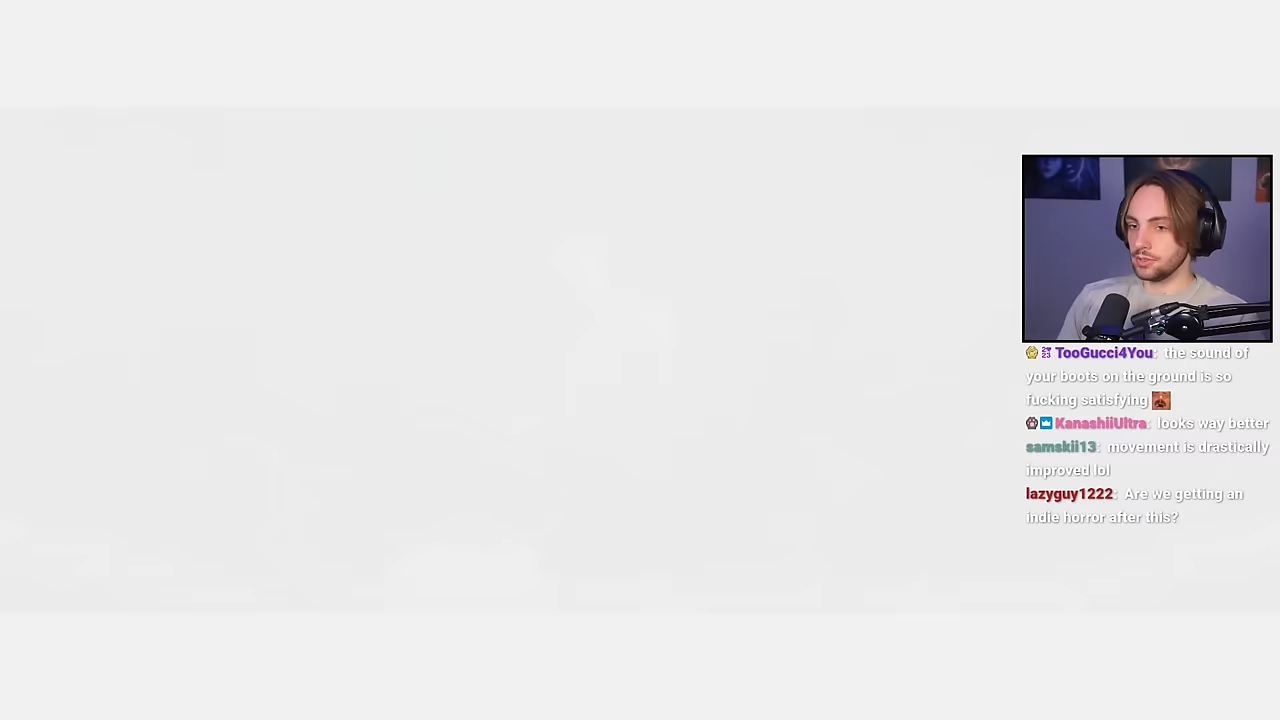 TooGucci4You: the sound of
your boots on the ground is so
fucking satisfying
KanashiiUltra: looks way better
samskii13: movement is drastically
improved lol
lazyguy1222: Are we getting an
indie horror after this?